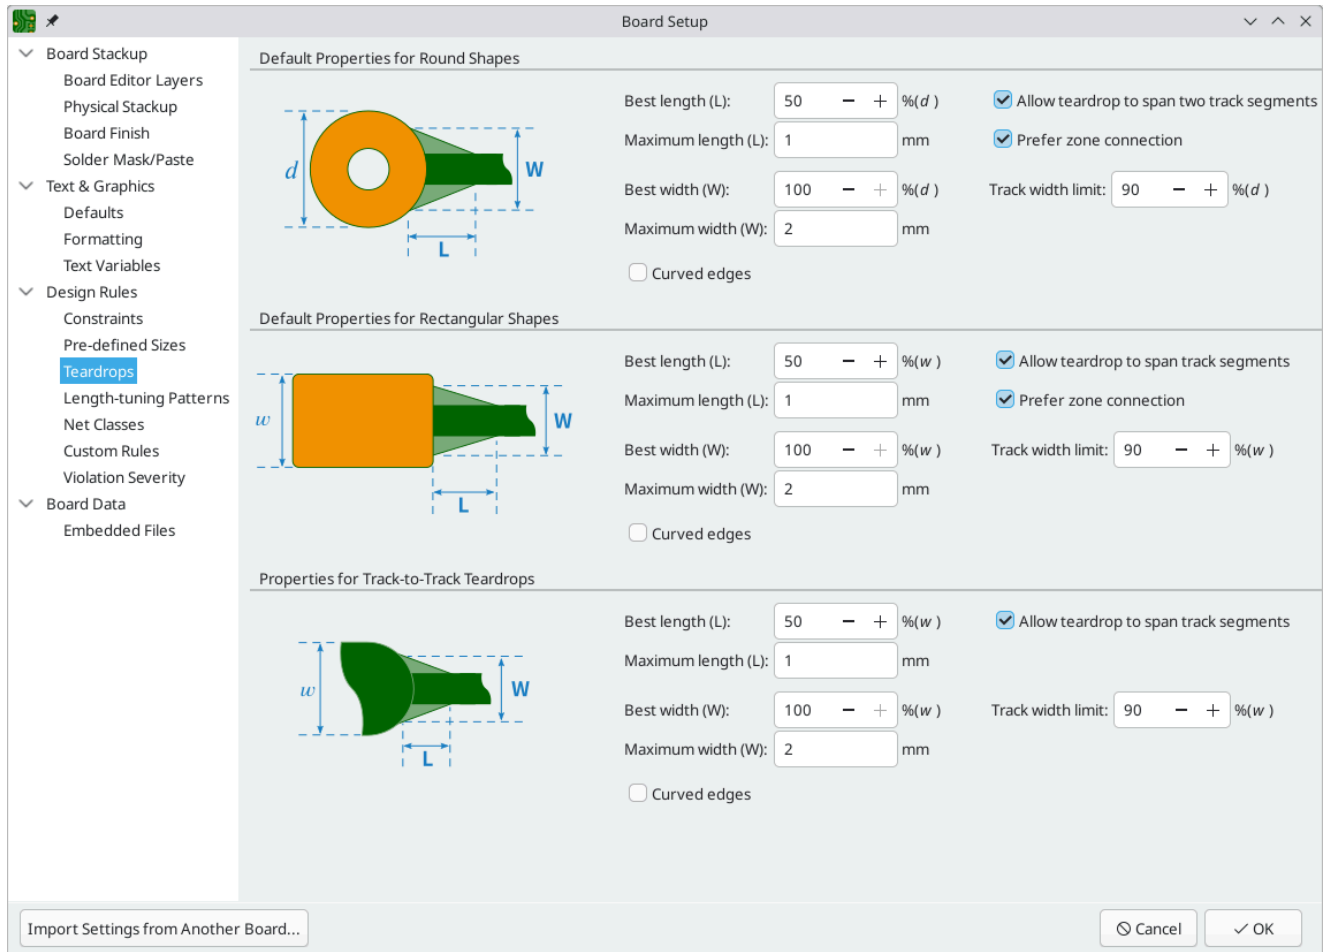 Board Setup
Board Stackup
Board Editor Layers
Physical Stackup
Board Finish
Solder Mask/Paste
Text & Graphics
Defaults
Formatting
Text Variables
Design Rules
Constraints
Pre-defined Sizes
Teardrops
Length-tuning Patterns
Net Classes
Custom Rules
Violation Severity
Board Data
Embedded Files
Default Properties for Round Shapes
d
W
L
Best length (L): 50 − + %(d )
Allow teardrop to span two track segments
Maximum length (L): 1 mm
Prefer zone connection
Best width (W): 100 − + %(d )
Track width limit: 90 − + %(d )
Maximum width (W): 2 mm
Curved edges
Default Properties for Rectangular Shapes
w
W
L
Best length (L): 50 − + %(w )
Allow teardrop to span track segments
Maximum length (L): 1 mm
Prefer zone connection
Best width (W): 100 − + %(w )
Track width limit: 90 − + %(w )
Maximum width (W): 2 mm
Curved edges
Properties for Track-to-Track Teardrops
w
W
L
Best length (L): 50 − + %(w )
Allow teardrop to span track segments
Maximum length (L): 1 mm
Best width (W): 100 − + %(w )
Track width limit: 90 − + %(w )
Maximum width (W): 2 mm
Curved edges
Import Settings from Another Board...
Cancel
OK